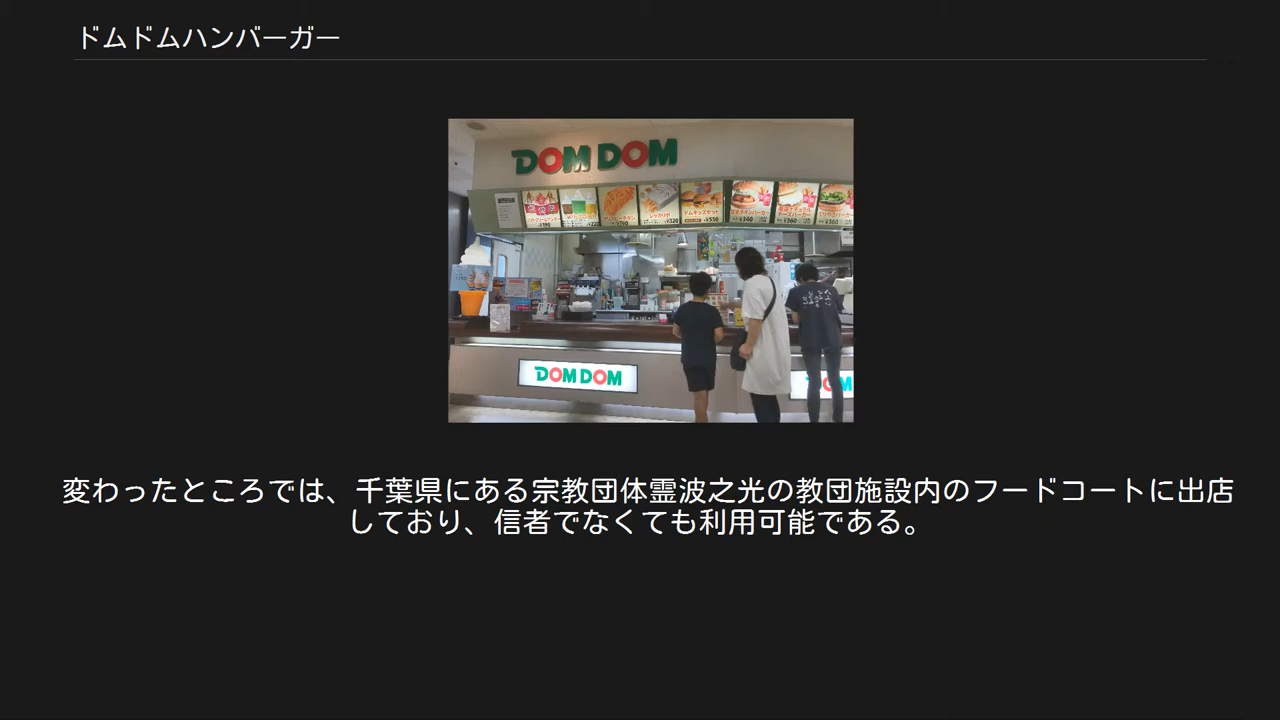 ドムドムハンバーガー
DOM DOM
¥340
¥360
DOM DOM
変わったところでは、千葉県にある宗教団体霊波之光の教団施設内のフードコートに出店
しており、信者でなくても利用可能である。